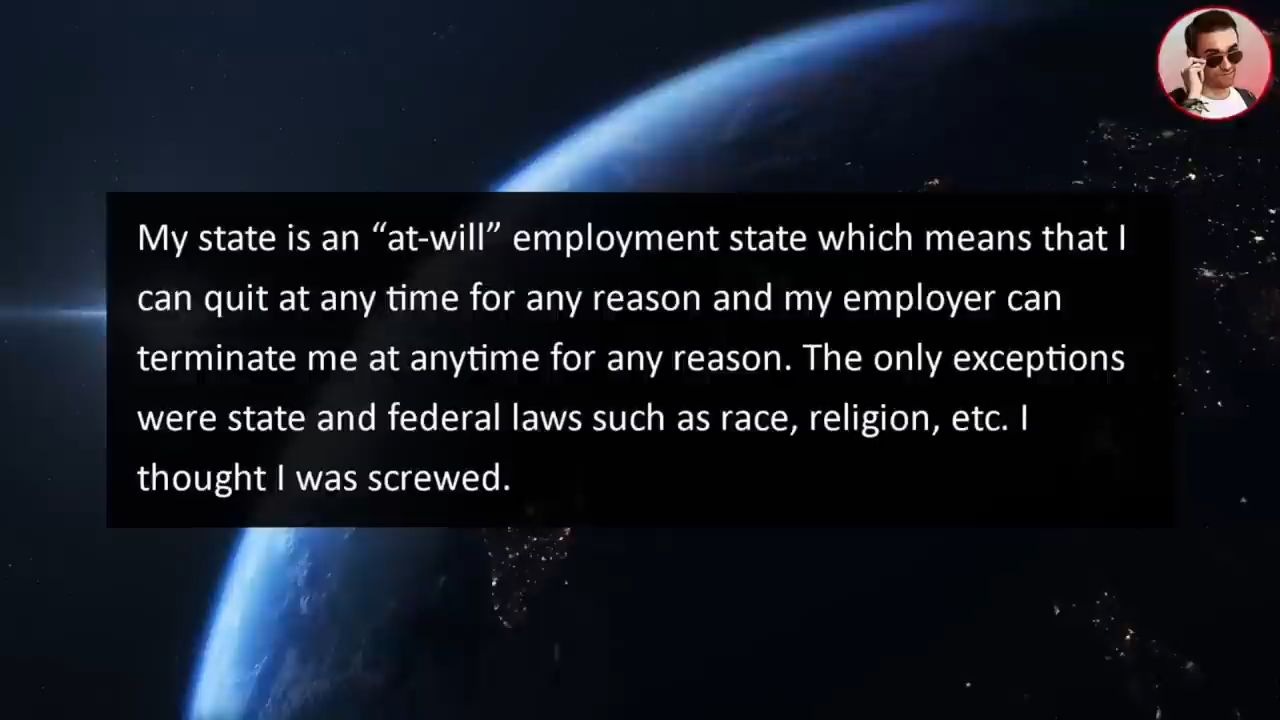 My state is an “at-will” employment state which means that I
can quit at any time for any reason and my employer can
terminate me at anytime for any reason. The only exceptions
were state and federal laws such as race, religion, etc. I
thought I was screwed.